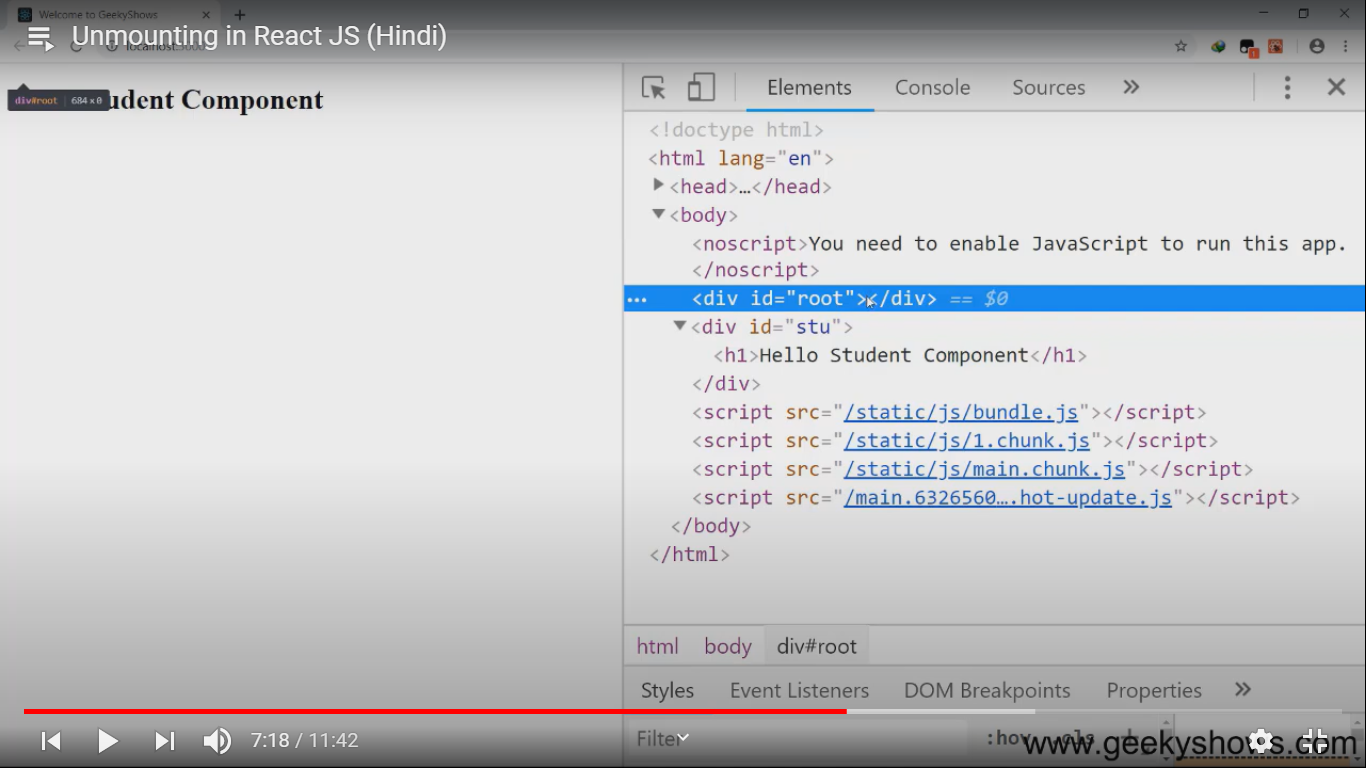 Welcome to GeekyShows
Unmounting in React JS (Hindi)
div#root 684×0
udent Component
Elements Console Sources
<!doctype html>
<html lang="en">
<head>…</head>
<body>
<noscript>You need to enable JavaScript to run this app.
</noscript>
<div id="root"></div> == $0
<div id="stu">
<h1>Hello Student Component</h1>
</div>
<script src="/static/js/bundle.js"></script>
<script src="/static/js/1.chunk.js"></script>
<script src="/static/js/main.chunk.js"></script>
<script src="/main.6326560….hot-update.js"></script>
</body>
</html>
html body div#root
Styles Event Listeners DOM Breakpoints Properties
7:18 / 11:42
Filter :hov .cls
www.geekyshows.com